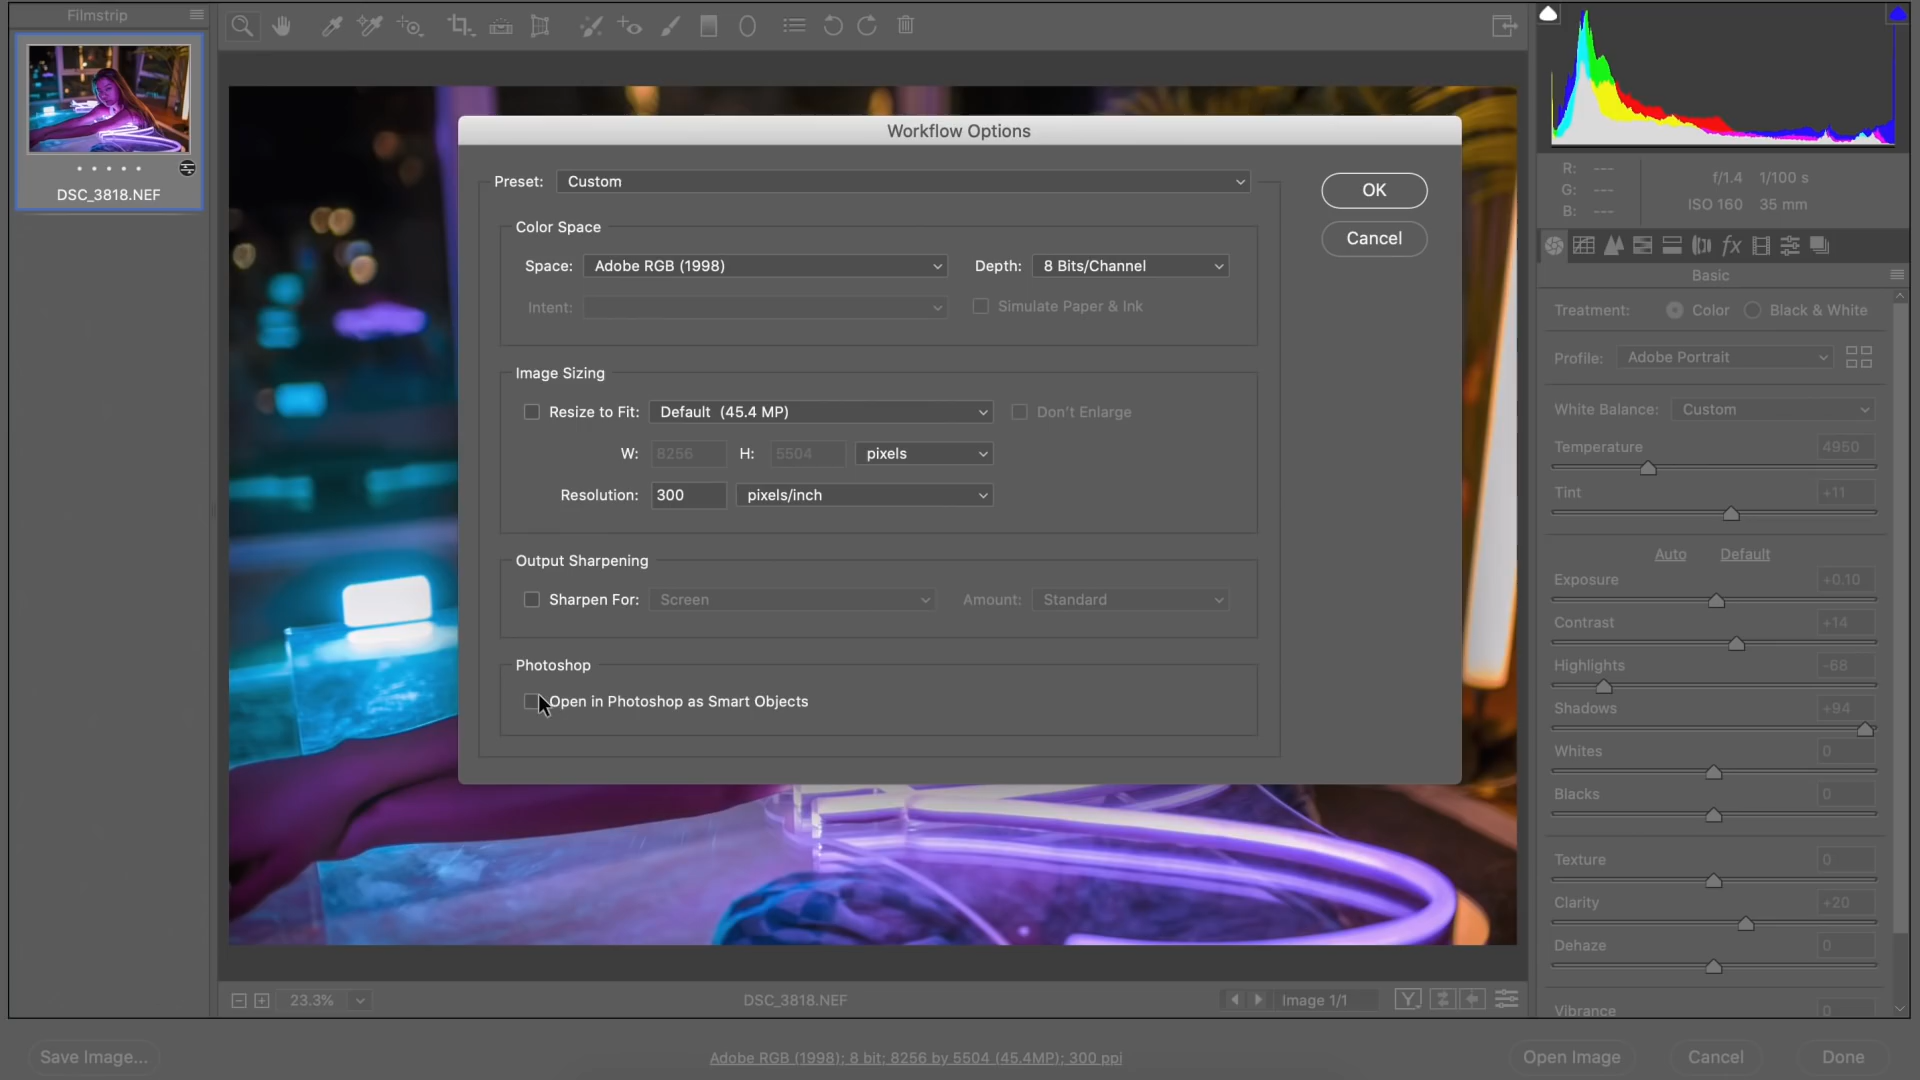 Filmstrip
DSC_3818.NEF
Workflow Options
Preset: Custom
OK
Cancel
Color Space
Space: Adobe RGB (1998) Depth: 8 Bits/Channel
Intent: Simulate Paper & Ink
Image Sizing
Resize to Fit: Default (45.4 MP) Don't Enlarge
W: 8256 H: 5504 pixels
Resolution: 300 pixels/inch
Output Sharpening
Sharpen For: Screen Amount: Standard
Photoshop
Open in Photoshop as Smart Objects
R: ---
G: ---
B: ---
f/1.4 1/100 s
ISO 160 35 mm
fx
Basic
Treatment: Color Black & White
Profile: Adobe Portrait
White Balance: Custom
Temperature 4950
Tint +11
Auto Default
Exposure +0.10
Contrast +14
Highlights -68
Shadows +94
Whites 0
Blacks 0
Texture 0
Clarity +20
Dehaze 0
Vibrance 0
23.3% DSC_3818.NEF Image 1/1 Y
Save Image... Adobe RGB (1998); 8 bit; 8256 by 5504 (45.4MP); 300 ppi Open Image Cancel Done